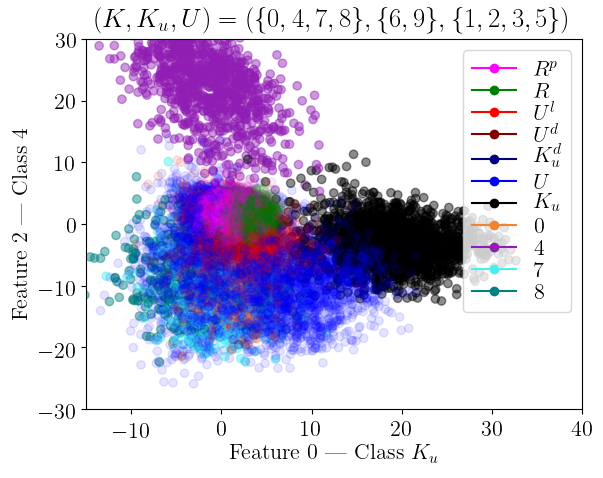 (K, K_u, U) = ({0, 4, 7, 8}, {6, 9}, {1, 2, 3, 5})
Feature 2 — Class 4
30
20
10
0
−10
−20
−30
R^p
R
U^l
U^d
K_u^d
U
K_u
0
4
7
8
−10
0
10
20
30
40
Feature 0 — Class K_u